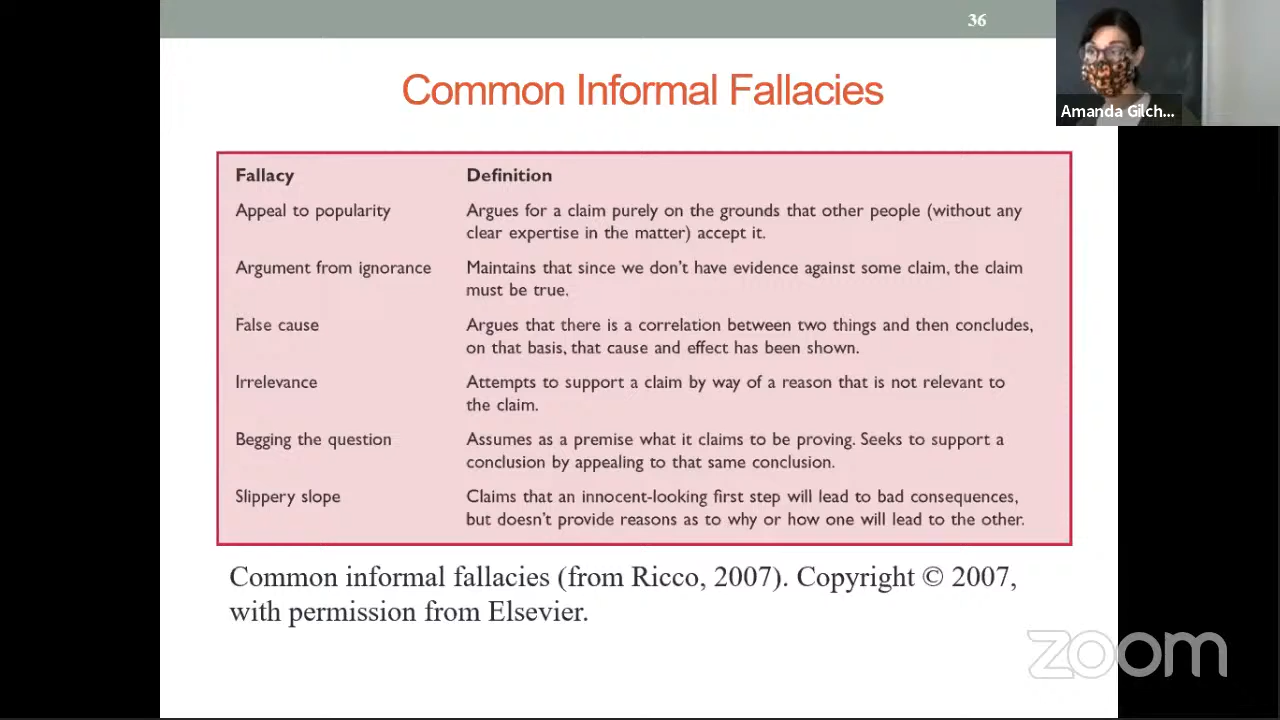 36
Common Informal Fallacies
Amanda Gilch...
Fallacy Definition
Appeal to popularity Argues for a claim purely on the grounds that other people (without any
clear expertise in the matter) accept it.
Argument from ignorance Maintains that since we don't have evidence against some claim, the claim
must be true.
False cause Argues that there is a correlation between two things and then concludes,
on that basis, that cause and effect has been shown.
Irrelevance Attempts to support a claim by way of a reason that is not relevant to
the claim.
Begging the question Assumes as a premise what it claims to be proving. Seeks to support a
conclusion by appealing to that same conclusion.
Slippery slope Claims that an innocent-looking first step will lead to bad consequences,
but doesn't provide reasons as to why or how one will lead to the other.
Common informal fallacies (from Ricco, 2007). Copyright © 2007,
with permission from Elsevier.
zoom